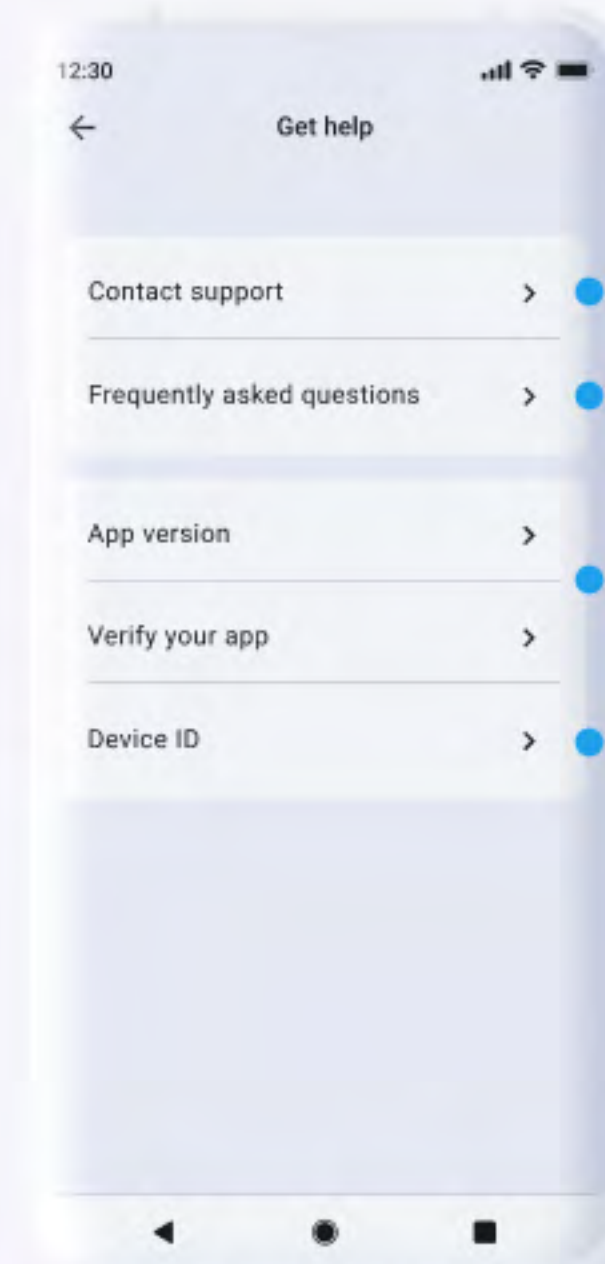 12:30
Get help
Contact support
Frequently asked questions
App version
Verify your app
Device ID